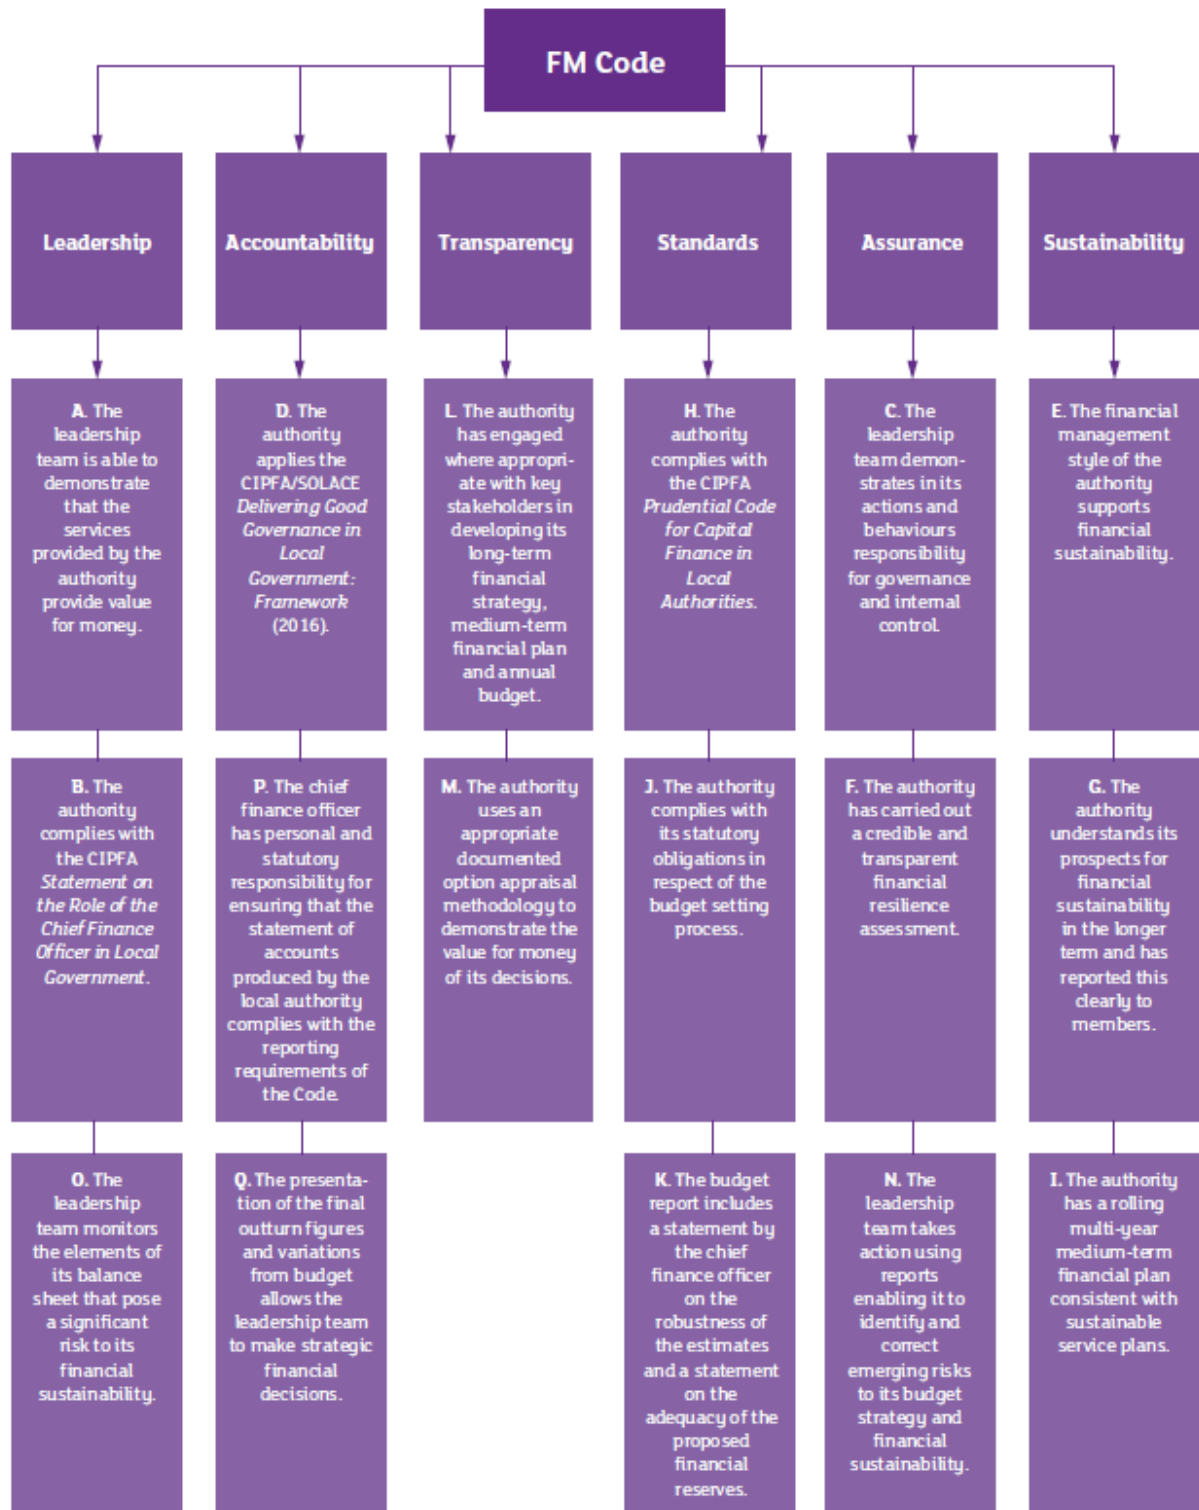 FM Code
Leadership
Accountability
Transparency
Standards
Assurance
Sustainability
A. The
leadership
team is able to
demonstrate
that the
services
provided by the
authority
provide value
for money.
D. The
authority
applies the
CIPFA/SOLACE
Delivering Good
Governance in
Local
Government:
Framework
(2016).
L. The authority
has engaged
where appropri-
ate with key
stakeholders in
developing its
long-term
financial
strategy,
medium-term
financial plan
and annual
budget.
H. The
authority
complies with
the CIPFA
Prudential Code
for Capital
Finance in
Local
Authorities.
C. The
leadership
team demon-
strates in its
actions and
behaviours
responsibility
for governance
and internal
control.
E. The financial
management
style of the
authority
supports
financial
sustainability.
B. The
authority
complies with
the CIPFA
Statement on
the Role of the
Chief Finance
Officer in Local
Government.
P. The chief
finance officer
has personal and
statutory
responsibility for
ensuring that the
statement of
accounts
produced by the
local authority
complies with the
reporting
requirements of
the Code.
M. The authority
uses an
appropriate
documented
option appraisal
methodology to
demonstrate the
value for money
of its decisions.
J. The authority
complies with
its statutory
obligations in
respect of the
budget setting
process.
F. The authority
has carried out
a credible and
transparent
financial
resilience
assessment.
G. The
authority
understands its
prospects for
financial
sustainability
in the longer
term and has
reported this
clearly to
members.
O. The
leadership
team monitors
the elements of
its balance
sheet that pose
a significant
risk to its
financial
sustainability.
Q. The presenta-
tion of the final
outturn figures
and variations
from budget
allows the
leadership team
to make strategic
financial
decisions.
K. The budget
report includes
a statement by
the chief
finance officer
on the
robustness of
the estimates
and a statement
on the
adequacy of the
proposed
financial
reserves.
N. The
leadership
team takes
action using
reports
enabling it to
identify and
correct
emerging risks
to its budget
strategy and
financial
sustainability.
I. The authority
has a rolling
multi-year
medium-term
financial plan
consistent with
sustainable
service plans.